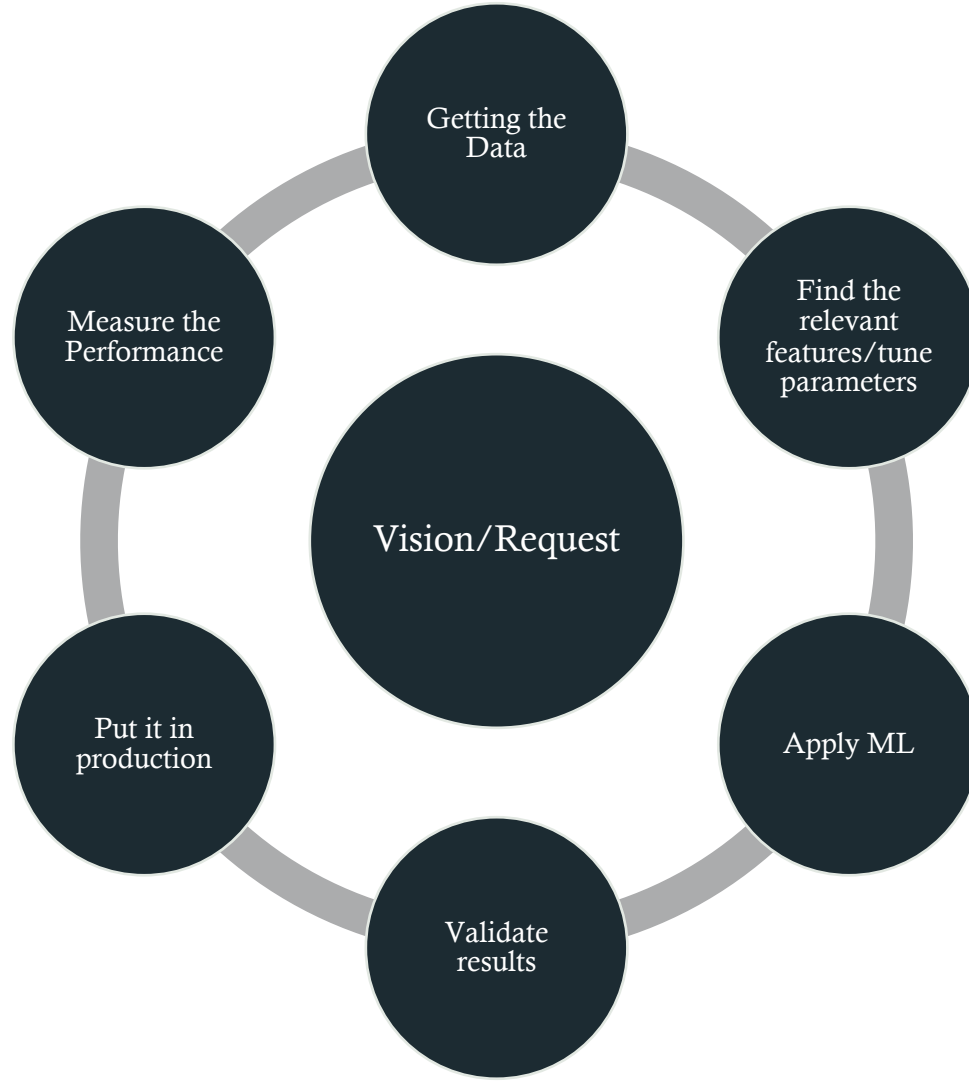 Getting the
Data
Find the
relevant
features/tune
parameters
Apply ML
Validate
results
Put it in
production
Measure the
Performance
Vision/Request